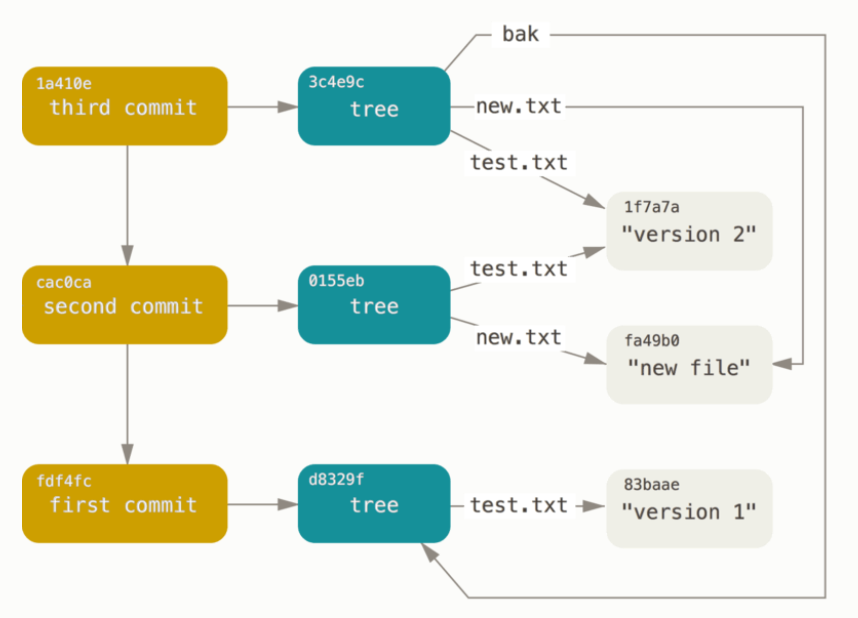 bak
1a410e
third commit
3c4e9c
tree
new.txt
test.txt
1f7a7a
"version 2"
cac0ca
second commit
0155eb
tree
test.txt
new.txt
fa49b0
"new file"
fdf4fc
first commit
d8329f
tree
test.txt
83baae
"version 1"